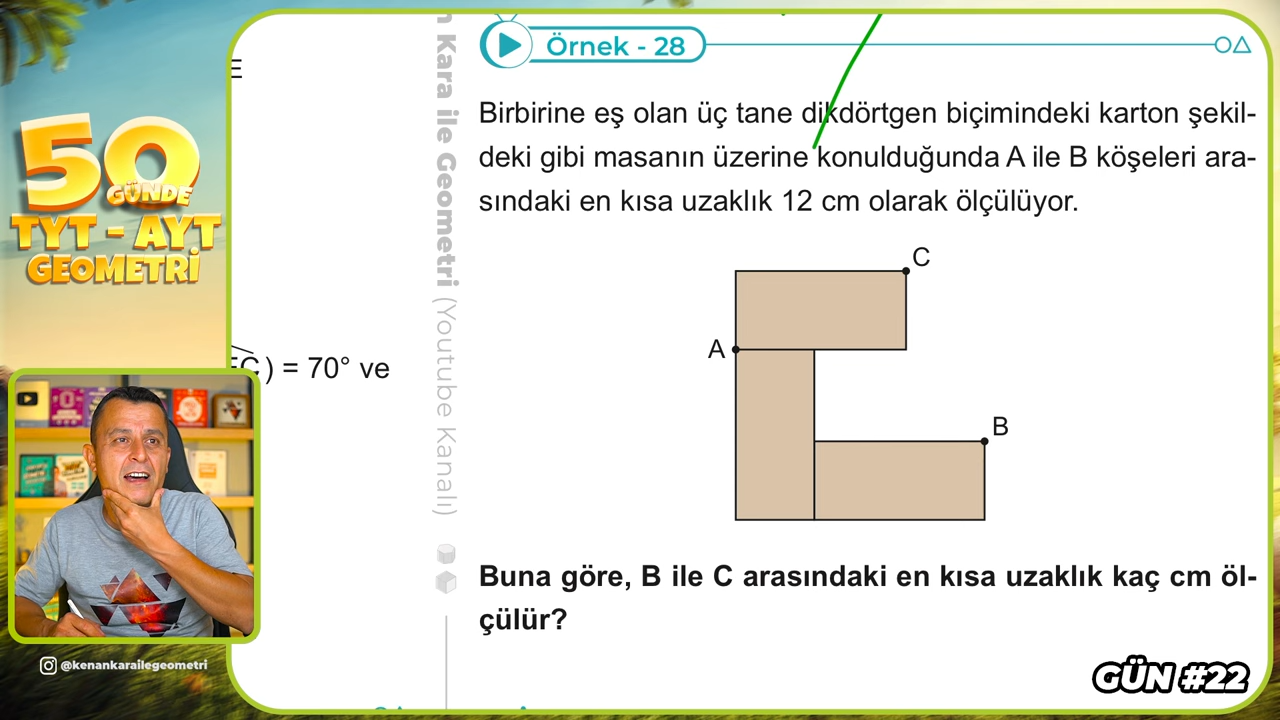 50
GÜNDE
TYT - AYT
GEOMETRİ
E
EC) = 70° ve
n Kara ile Geometri (Youtube Kanalı)
Örnek - 28
Birbirine eş olan üç tane dikdörtgen biçimindeki karton şekil-
deki gibi masanın üzerine konulduğunda A ile B köşeleri ara-
sındaki en kısa uzaklık 12 cm olarak ölçülüyor.
C
A
B
Buna göre, B ile C arasındaki en kısa uzaklık kaç cm öl-
çülür?
@kenankarailegeometri
GÜN #22